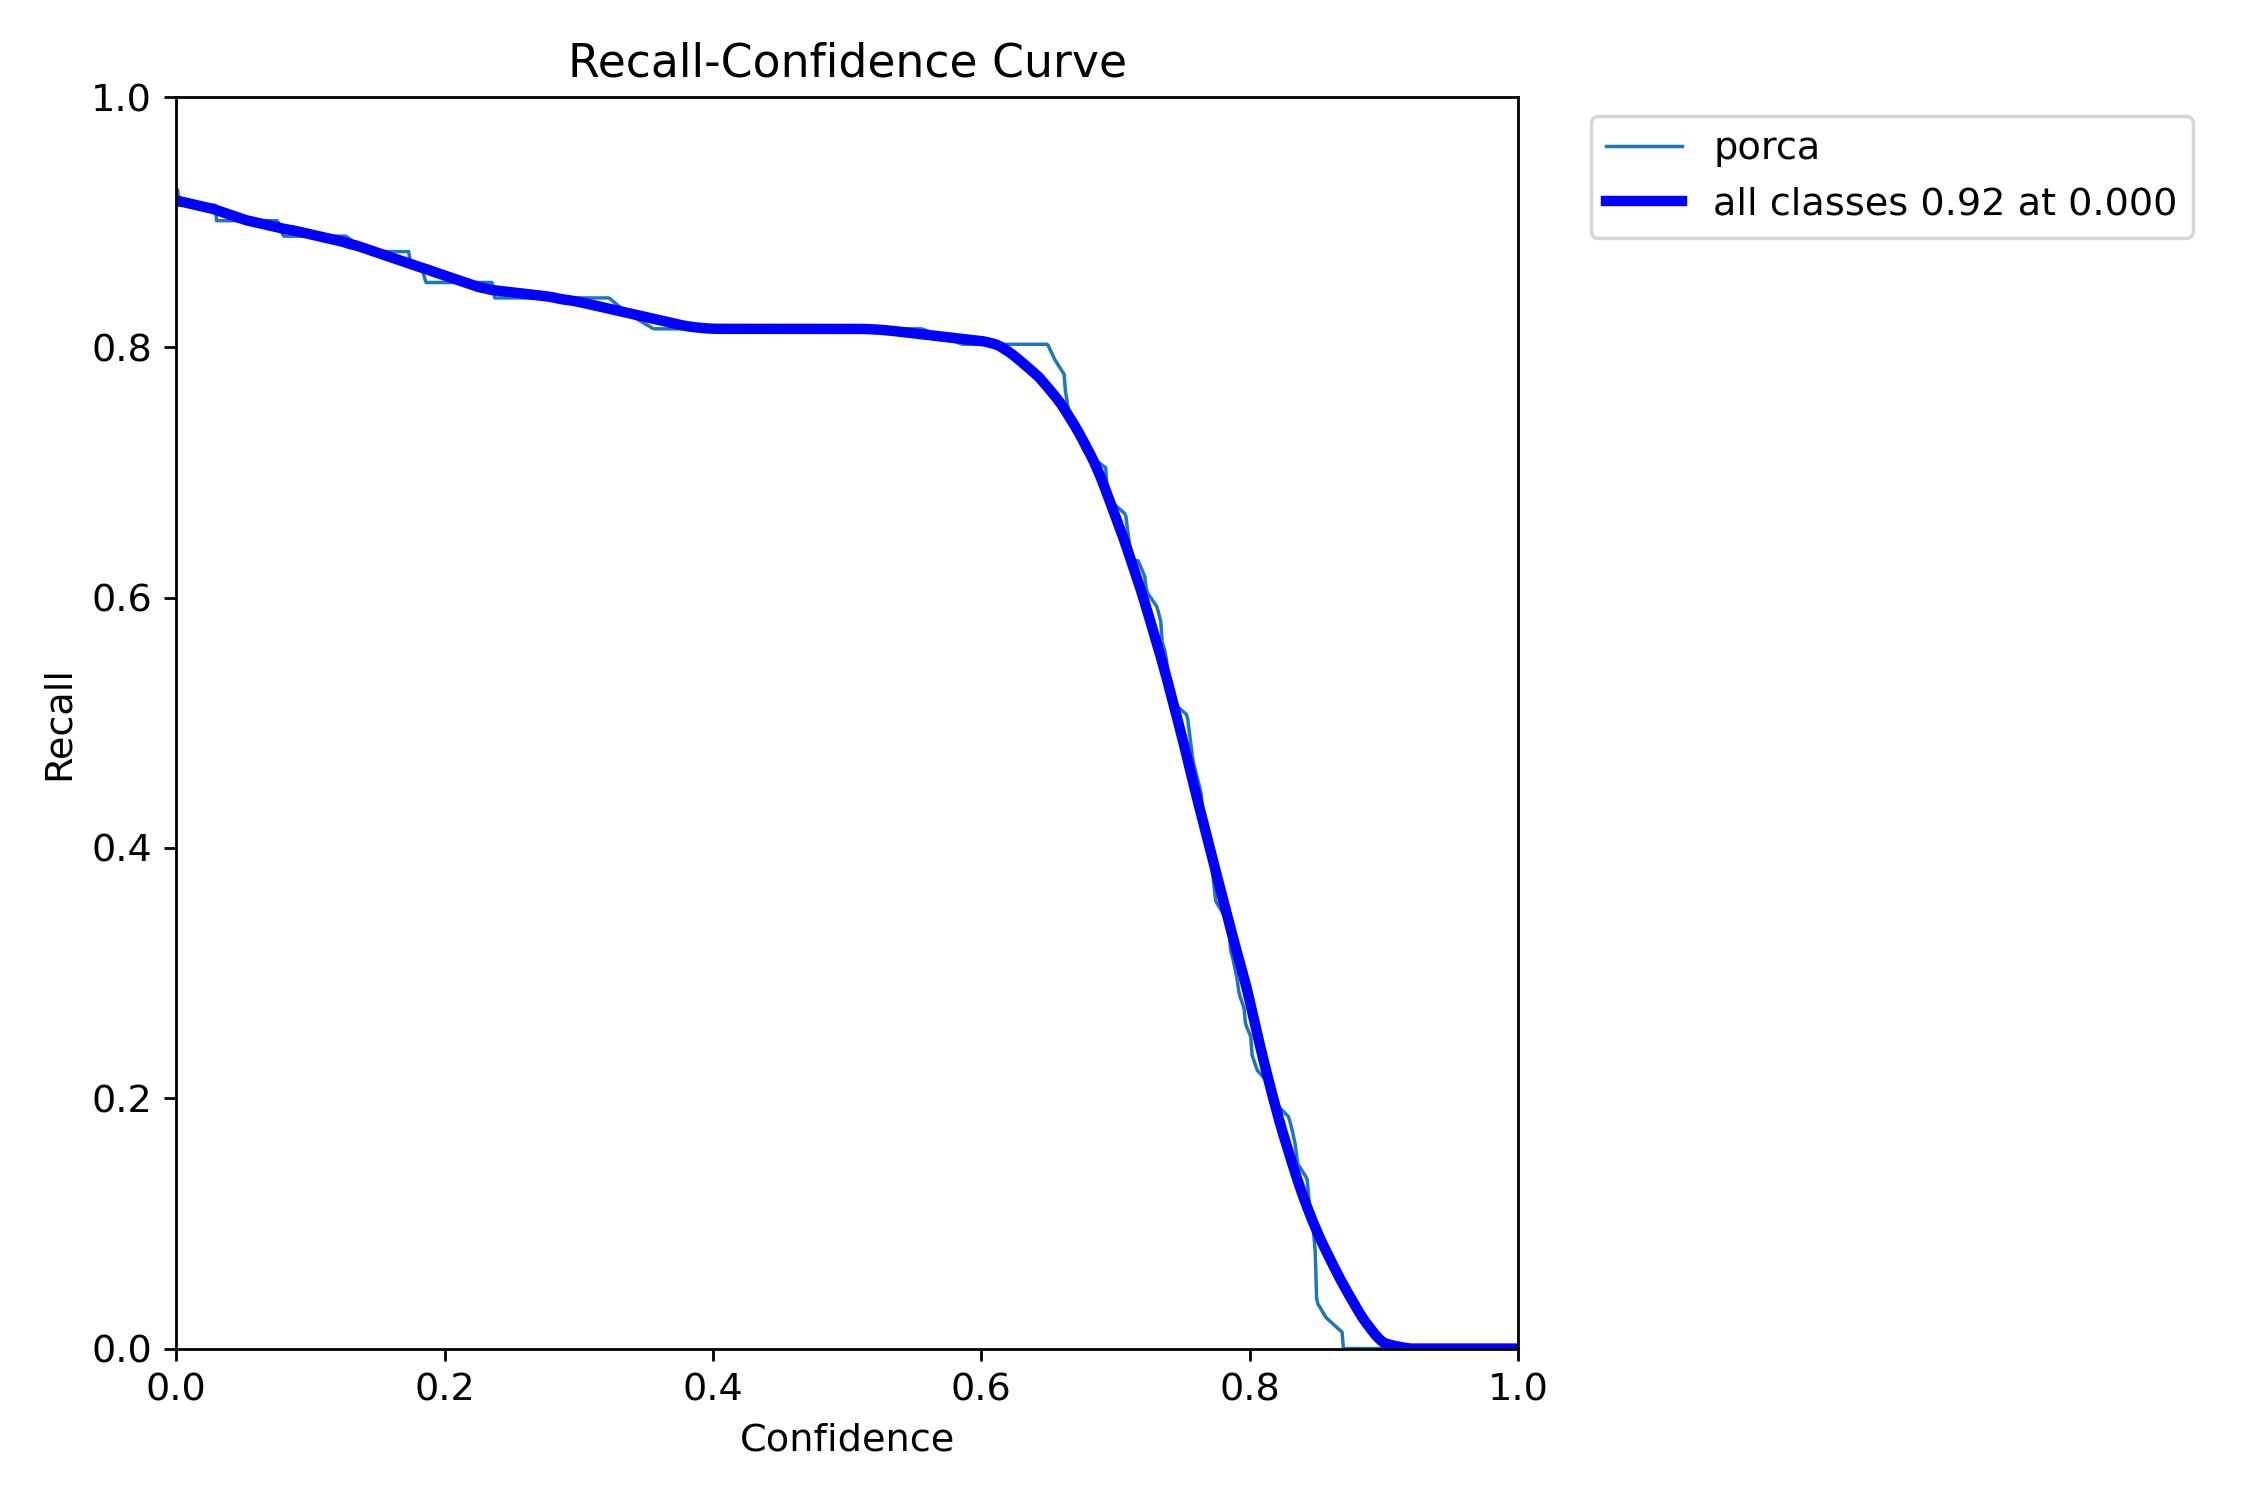 Recall-Confidence Curve
1.0
0.8
0.6
0.4
0.2
0.0
Recall
0.0 0.2 0.4 0.6 0.8 1.0
Confidence
porca
all classes 0.92 at 0.000